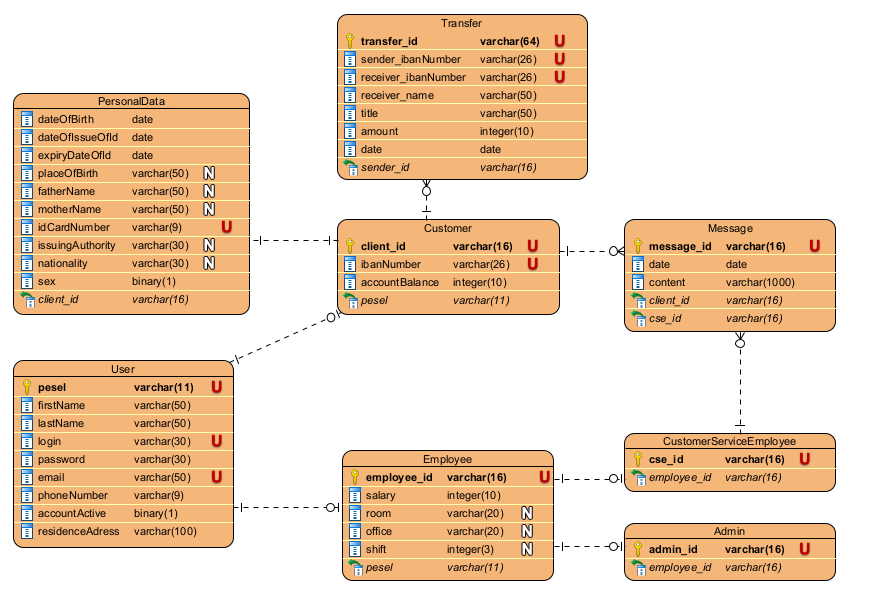 Transfer
transfer_id varchar(64) U
sender_ibanNumber varchar(26) U
receiver_ibanNumber varchar(26) U
receiver_name varchar(50)
title varchar(50)
amount integer(10)
date date
sender_id varchar(16)
PersonalData
dateOfBirth date
dateOfIssueOfId date
expiryDateOfId date
placeOfBirth varchar(50) N
fatherName varchar(50) N
motherName varchar(50) N
idCardNumber varchar(9) U
issuingAuthority varchar(30) N
nationality varchar(30) N
sex binary(1)
client_id varchar(16)
Customer
client_id varchar(16) U
ibanNumber varchar(26) U
accountBalance integer(10)
pesel varchar(11)
Message
message_id varchar(16) U
date date
content varchar(1000)
client_id varchar(16)
cse_id varchar(16)
User
pesel varchar(11) U
firstName varchar(50)
lastName varchar(50)
login varchar(30) U
password varchar(30)
email varchar(50) U
phoneNumber varchar(9)
accountActive binary(1)
residenceAdress varchar(100)
Employee
employee_id varchar(16) U
salary integer(10)
room varchar(20) N
office varchar(20) N
shift integer(3) N
pesel varchar(11)
CustomerServiceEmployee
cse_id varchar(16) U
employee_id varchar(16)
Admin
admin_id varchar(16) U
employee_id varchar(16)